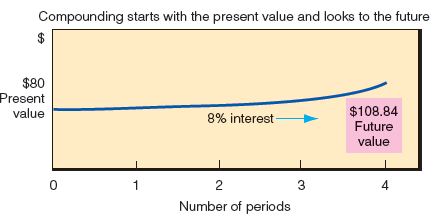 Compounding starts with the present value and looks to the future
$
$80
Present
value
8% interest
$108.84
Future
value
0 1 2 3 4
Number of periods